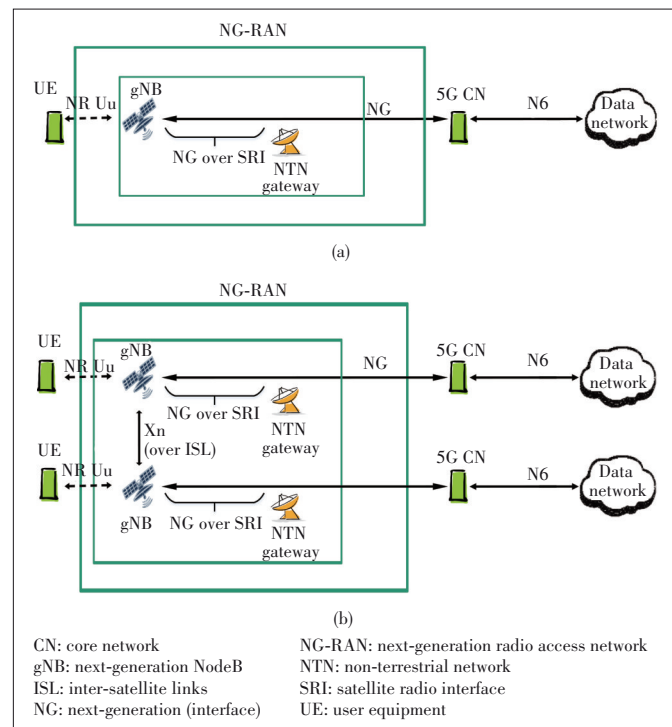 NG-RAN
UE
gNB
5G CN
NR Uu
NG
N6
Data
network
NG over SRI
NTN
gateway
(a)
NG-RAN
UE
gNB
5G CN
NR Uu
NG
N6
Data
network
NG over SRI
NTN
gateway
Xn
(over ISL)
UE
5G CN
NR Uu
N6
Data
network
gNB
NG over SRI
NTN
gateway
(b)
CN: core network
gNB: next-generation NodeB
ISL: inter-satellite links
NG: next-generation (interface)
NG-RAN: next-generation radio access network
NTN: non-terrestrial network
SRI: satellite radio interface
UE: user equipment